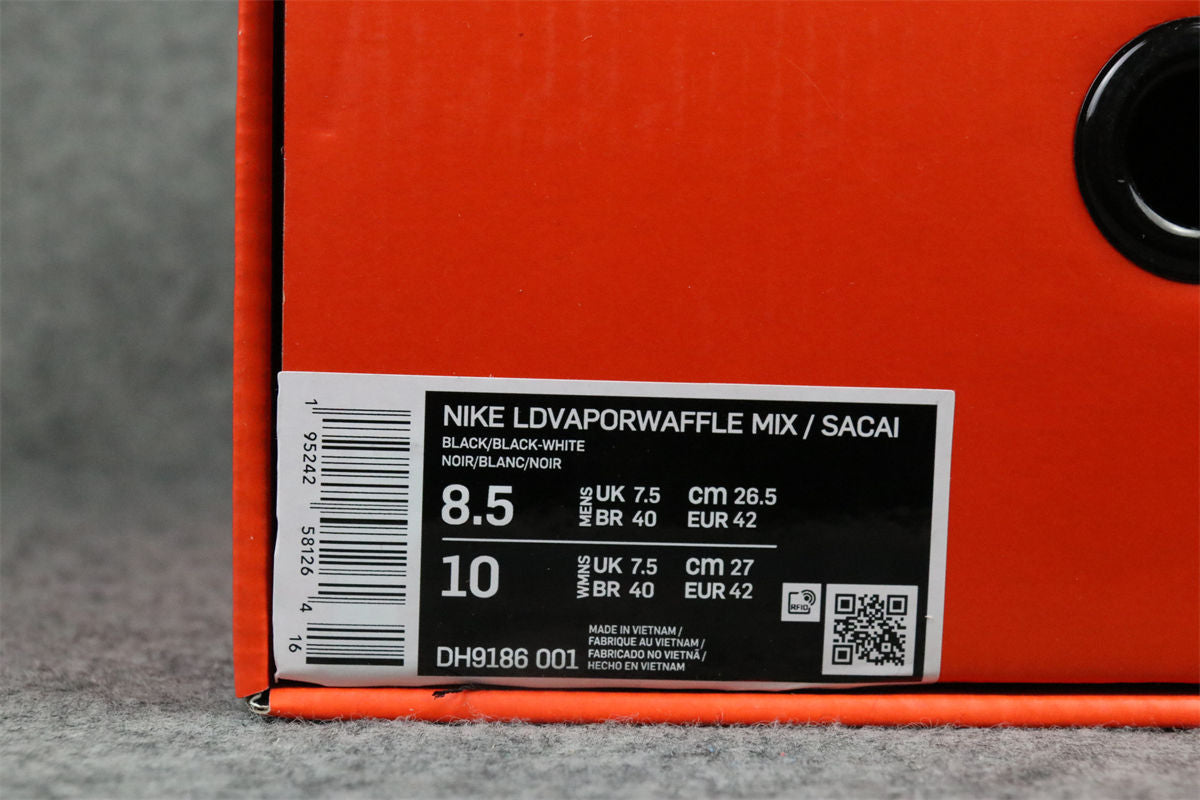 NIKE LDVAPORWAFFLE MIX / SACAI
BLACK/BLACK-WHITE
NOIR/BLANC/NOIR
8.5 MENS UK 7.5 cm 26.5
BR 40 EUR 42
10 WMNS UK 7.5 cm 27
BR 40 EUR 42
RFID
MADE IN VIETNAM /
FABRIQUE AU VIETNAM /
FABRICADO NO VIETNÃ /
HECHO EN VIETNAM
DH9186 001
1 95242 58126 4 16